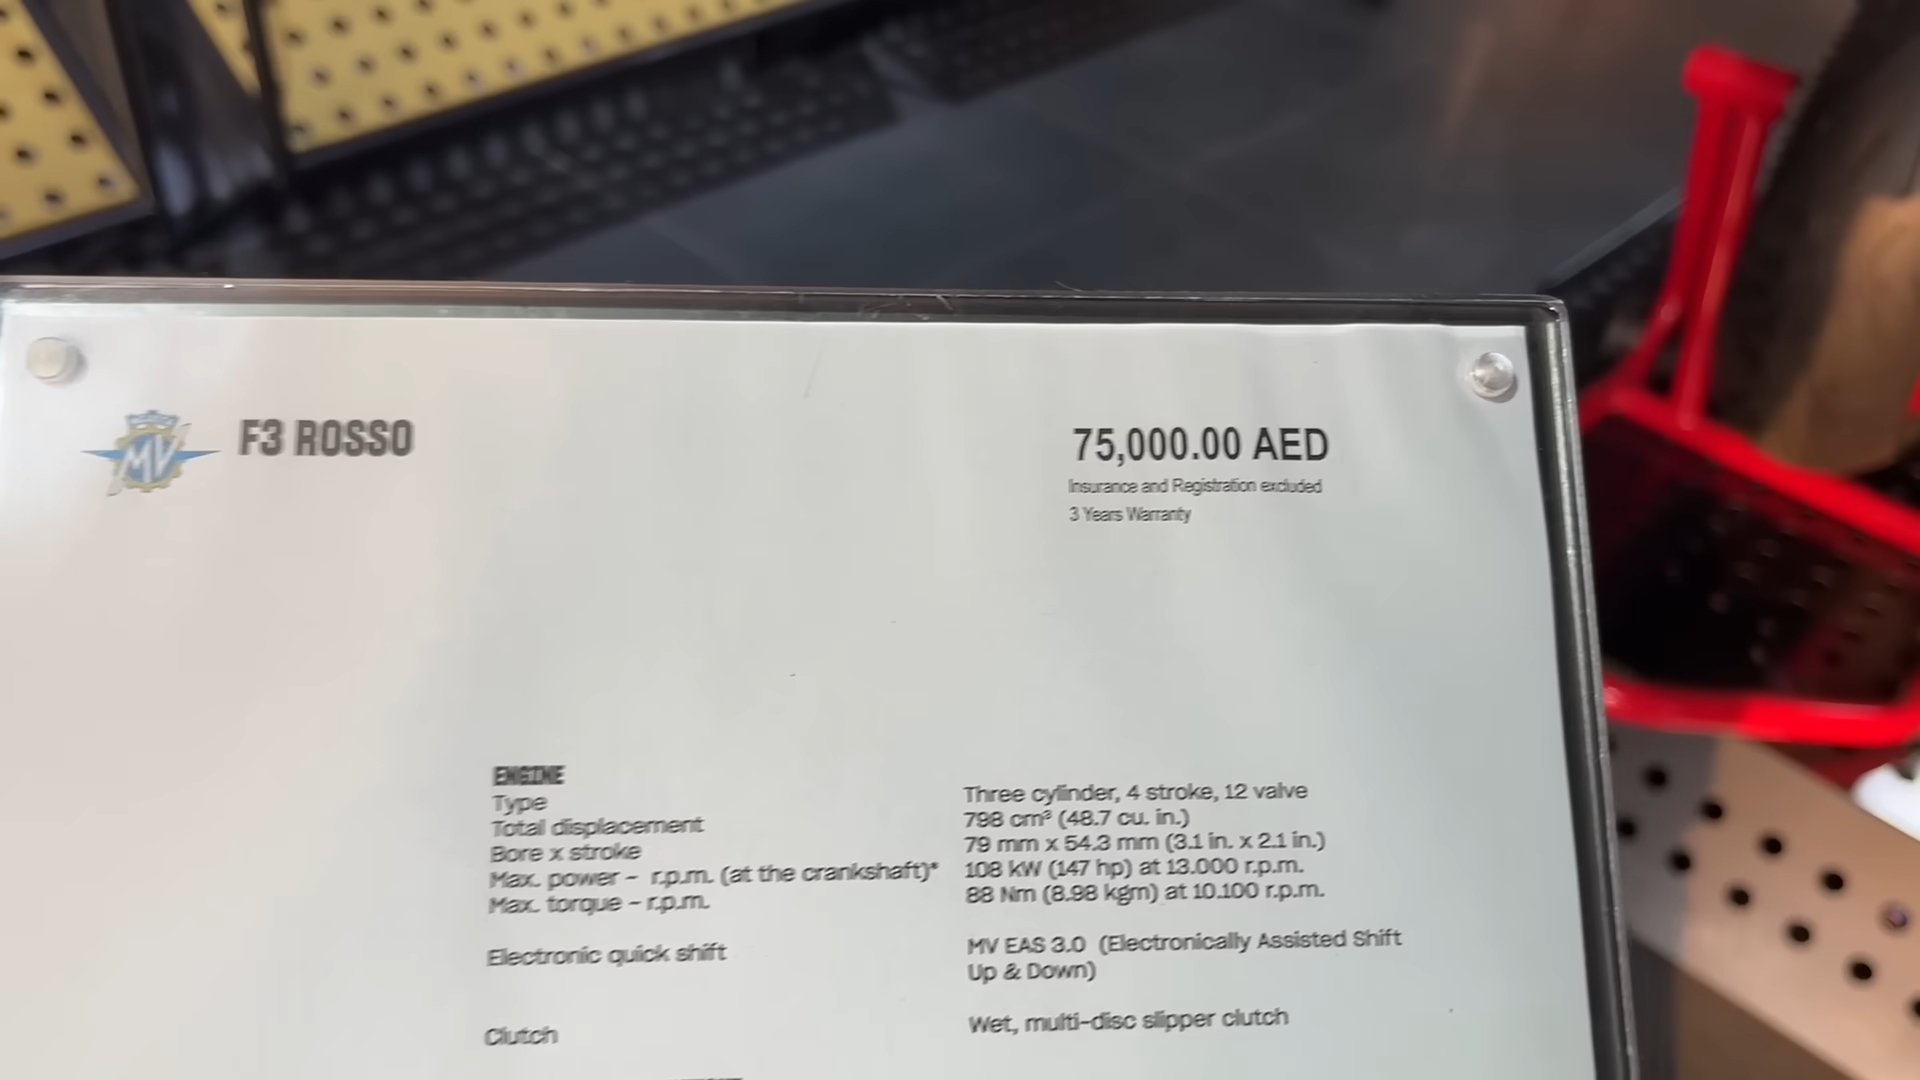 MV
F3 ROSSO
75,000.00 AED
Insurance and Registration excluded
3 Years Warranty
ENGINE
Type Three cylinder, 4 stroke, 12 valve
Total displacement 798 cm³ (48.7 cu. in.)
Bore x stroke 79 mm x 54.3 mm (3.1 in. x 2.1 in.)
Max. power - r.p.m. (at the crankshaft)* 108 kW (147 hp) at 13.000 r.p.m.
Max. torque - r.p.m. 88 Nm (8.98 kgm) at 10.100 r.p.m.
Electronic quick shift MV EAS 3.0 (Electronically Assisted Shift
Up & Down)
Clutch Wet, multi-disc slipper clutch